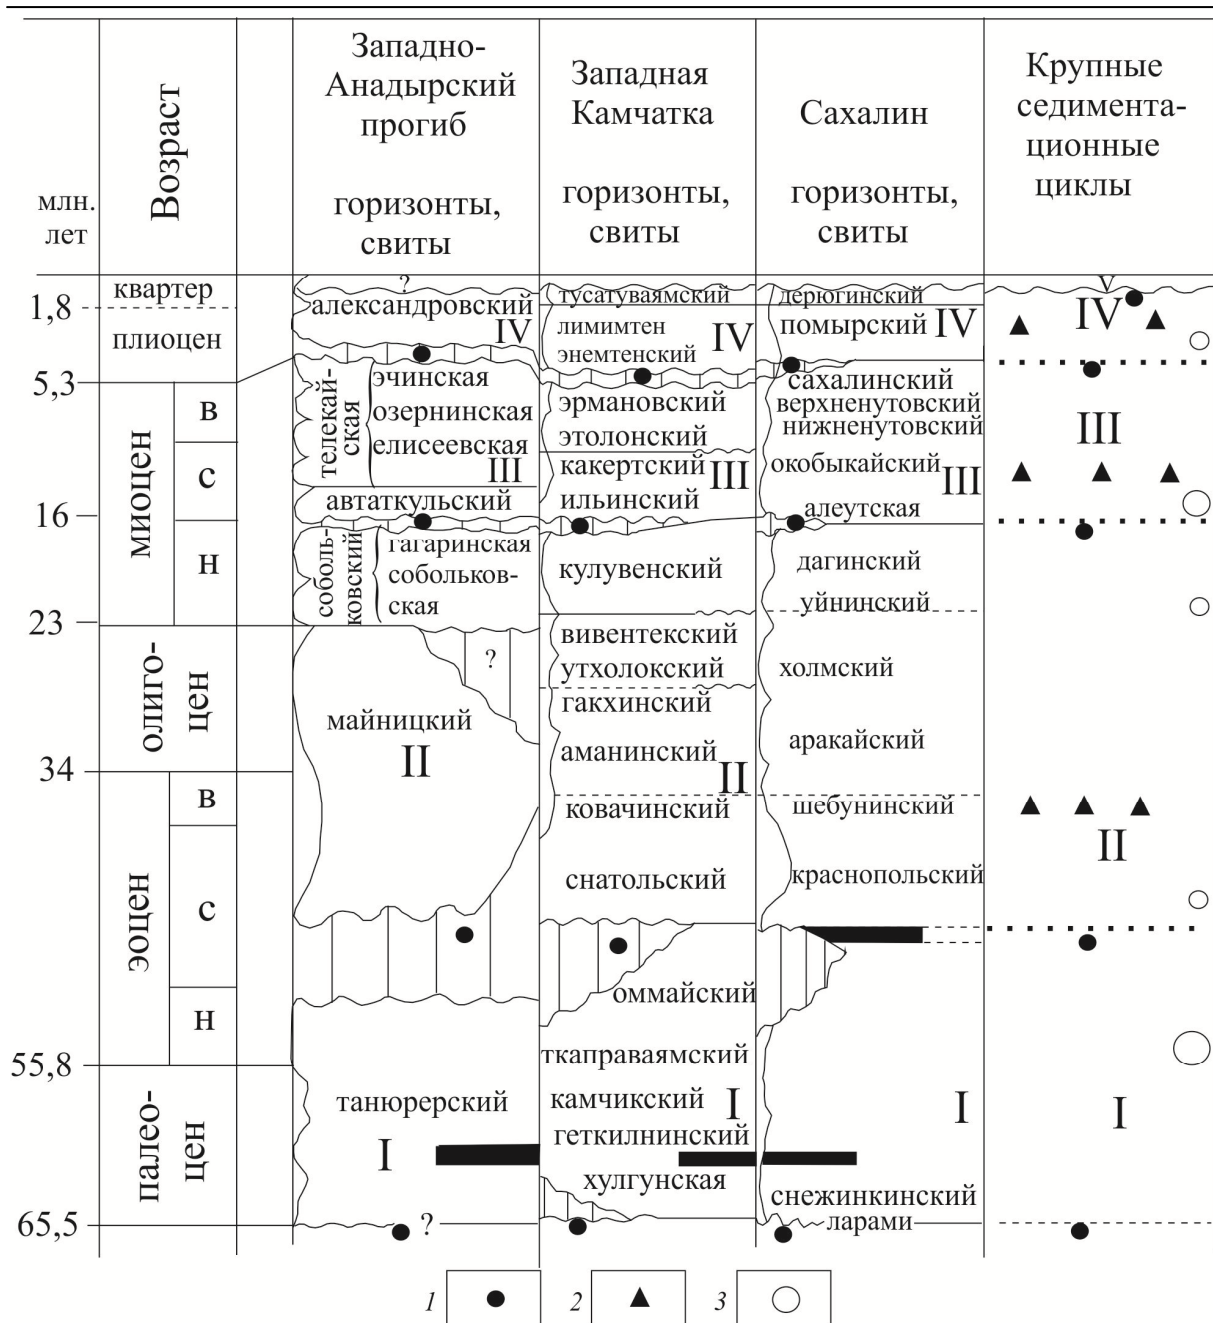 млн.
лет
Возраст
Западно-
Анадырский
прогиб
горизонты,
свиты
Западная
Камчатка
горизонты,
свиты
Сахалин
горизонты,
свиты
Крупные
седимента-
ционные
циклы
1,8
5,3
16
23
34
55,8
65,5
квартер
плиоцен
миоцен
в
с
н
олиго-
цен
эоцен
в
с
н
палео-
цен
?
александровский
IV
телекай-
ская
эчинская
озернинская
елисеевская
III
автаткульский
соболь-
ковский
гагаринская
собольков-
ская
?
майницкий
II
танюрерский
I
?
тусатуваямский
лимимтен
энемтенский
IV
эрмановский
этолонский
какертский
ильинский
III
кулувенский
вивентекский
утхолокский
гакхинский
аманинский
II
ковачинский
снатольский
оммайский
ткаправаямский
камчикский
I
геткилнинский
хулгунская
дерюгинский
помырский
IV
сахалинский
верхненутовский
нижненутовский
окобыкайский
III
алеутская
дагинский
уйнинский
холмский
аракайский
шебунинский
краснопольский
I
снежинкинский
ларами
V
IV
III
II
I
1
2
3